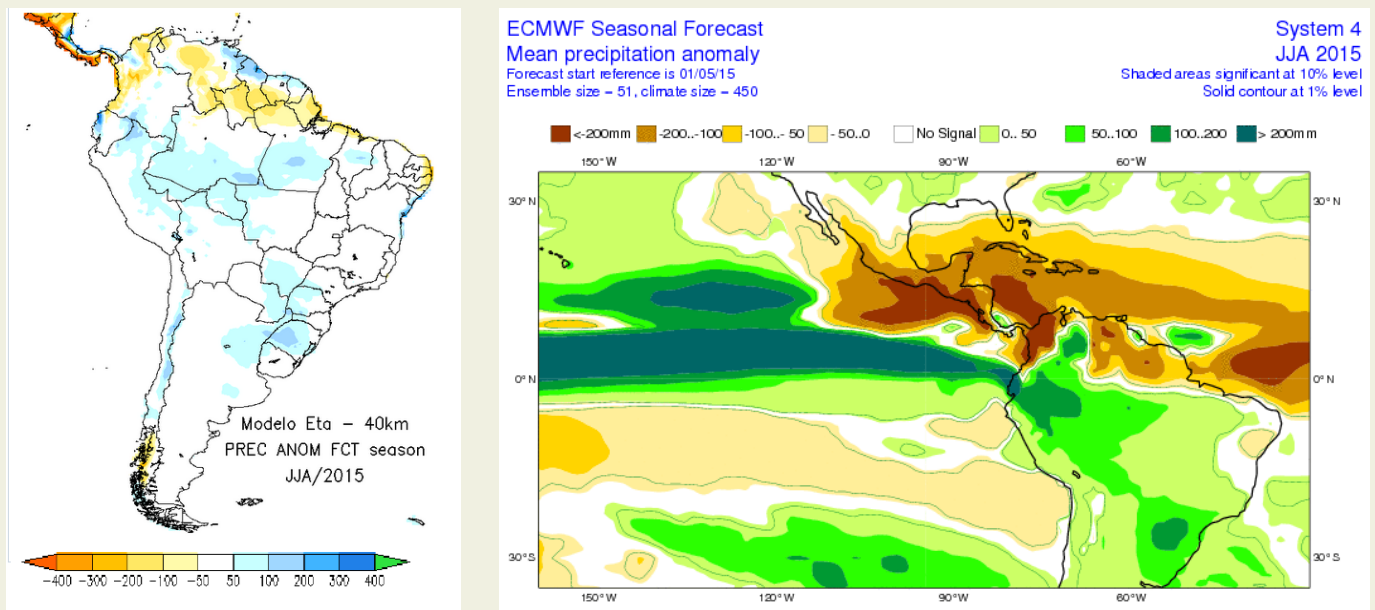 Modelo Eta – 40km
PREC ANOM FCT season
JJA/2015
−400 −300 −200 −100 −50 50 100 200 300 400
ECMWF Seasonal Forecast
System 4
Mean precipitation anomaly
JJA 2015
Forecast start reference is 01/05/15
Shaded areas significant at 10% level
Ensemble size = 51, climate size = 450
Solid contour at 1% level
<-200mm -200..-100 -100..- 50 - 50..0 No Signal 0.. 50 50..100 100..200 > 200mm
150°W 120°W 90°W 60°W
30°N 30°N
0°N 0°N
30°S 30°S
150°W 120°W 90°W 60°W